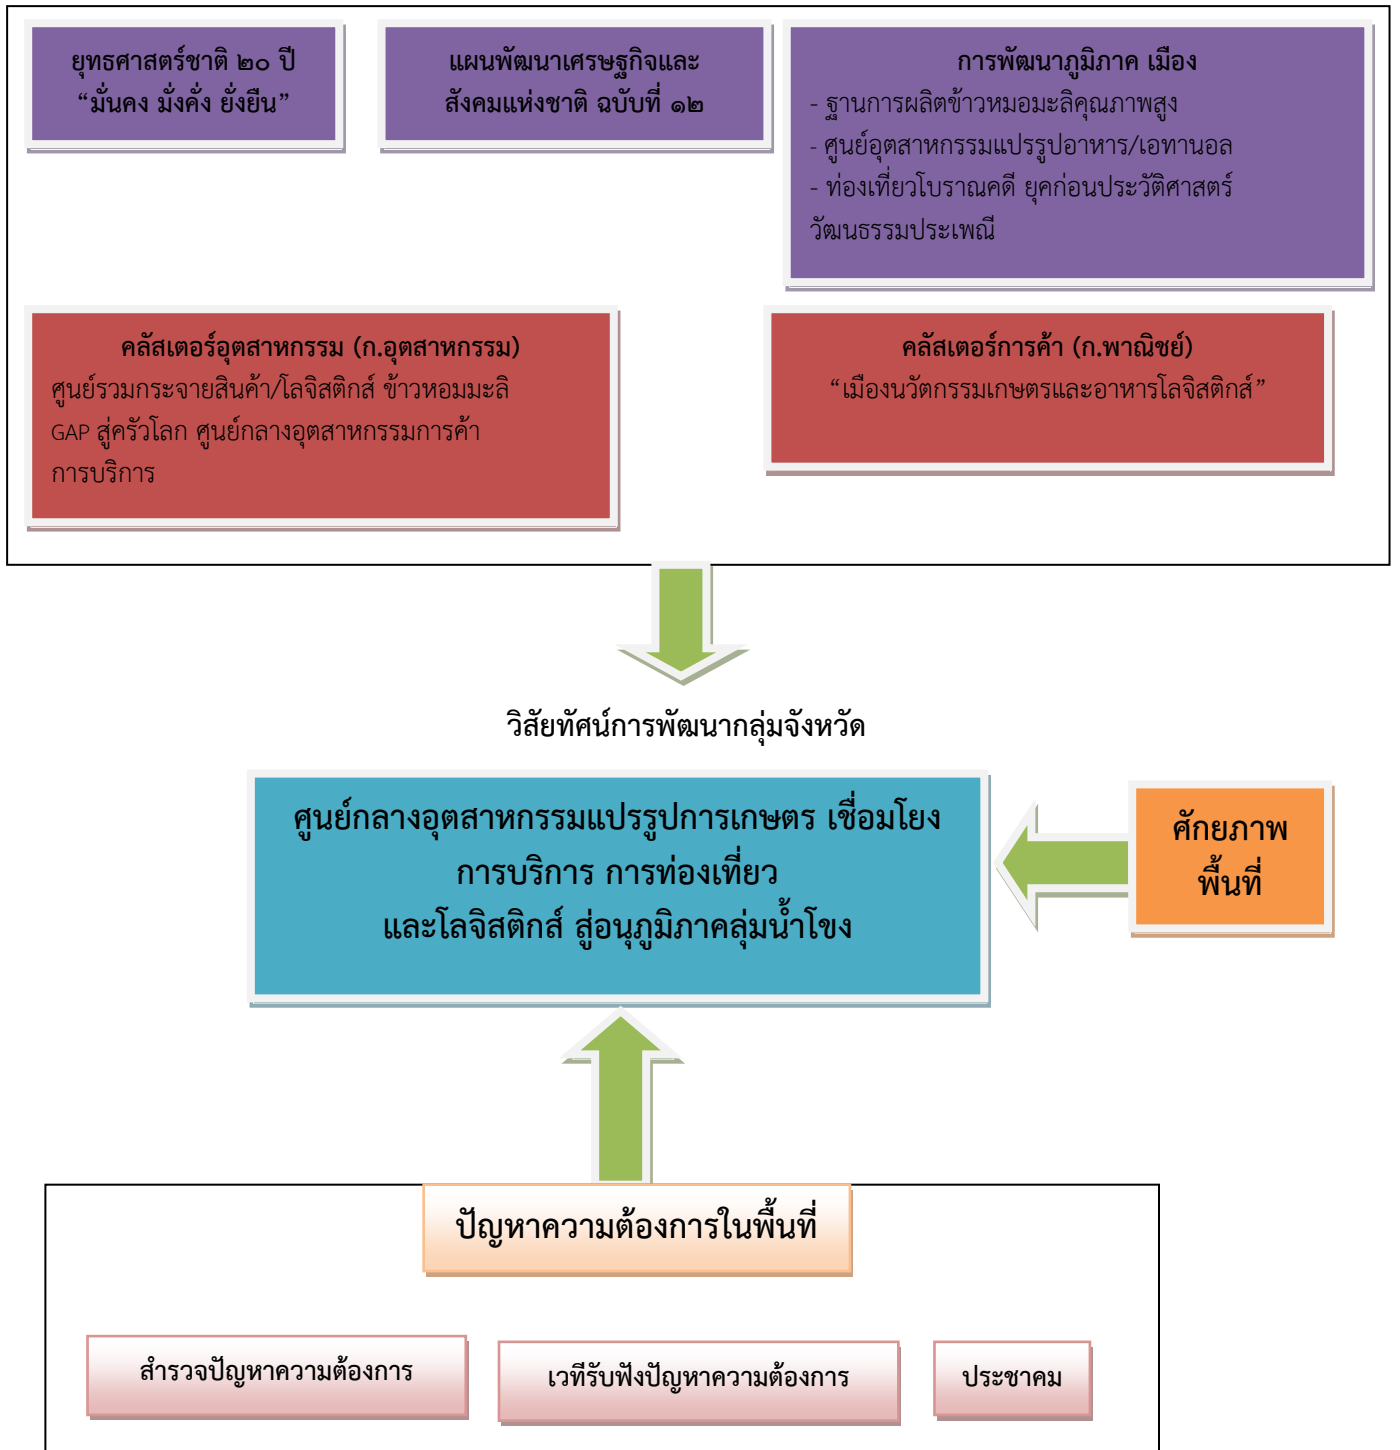 ยุทธศาสตร์ชาติ ๒๐ ปี
“มั่นคง มั่งคั่ง ยั่งยืน”
แผนพัฒนาเศรษฐกิจและ
สังคมแห่งชาติ ฉบับที่ ๑๒
การพัฒนาภูมิภาค เมือง
- ฐานการผลิตข้าวหมอมะลิคุณภาพสูง
- ศูนย์อุตสาหกรรมแปรรูปอาหาร/เอทานอล
- ท่องเที่ยวโบราณคดี ยุคก่อนประวัติศาสตร์
วัฒนธรรมประเพณี
คลัสเตอร์อุตสาหกรรม (ก.อุตสาหกรรม)
ศูนย์รวมกระจายสินค้า/โลจิสติกส์ ข้าวหอมมะลิ
GAP สู่ครัวโลก ศูนย์กลางอุตสาหกรรมการค้า
การบริการ
คลัสเตอร์การค้า (ก.พาณิชย์)
“เมืองนวัตกรรมเกษตรและอาหารโลจิสติกส์”
วิสัยทัศน์การพัฒนากลุ่มจังหวัด
ศูนย์กลางอุตสาหกรรมแปรรูปการเกษตร เชื่อมโยง
การบริการ การท่องเที่ยว
และโลจิสติกส์ สู่อนุภูมิภาคลุ่มน้ำโขง
ศักยภาพ
พื้นที่
ปัญหาความต้องการในพื้นที่
สำรวจปัญหาความต้องการ
เวทีรับฟังปัญหาความต้องการ
ประชาคม